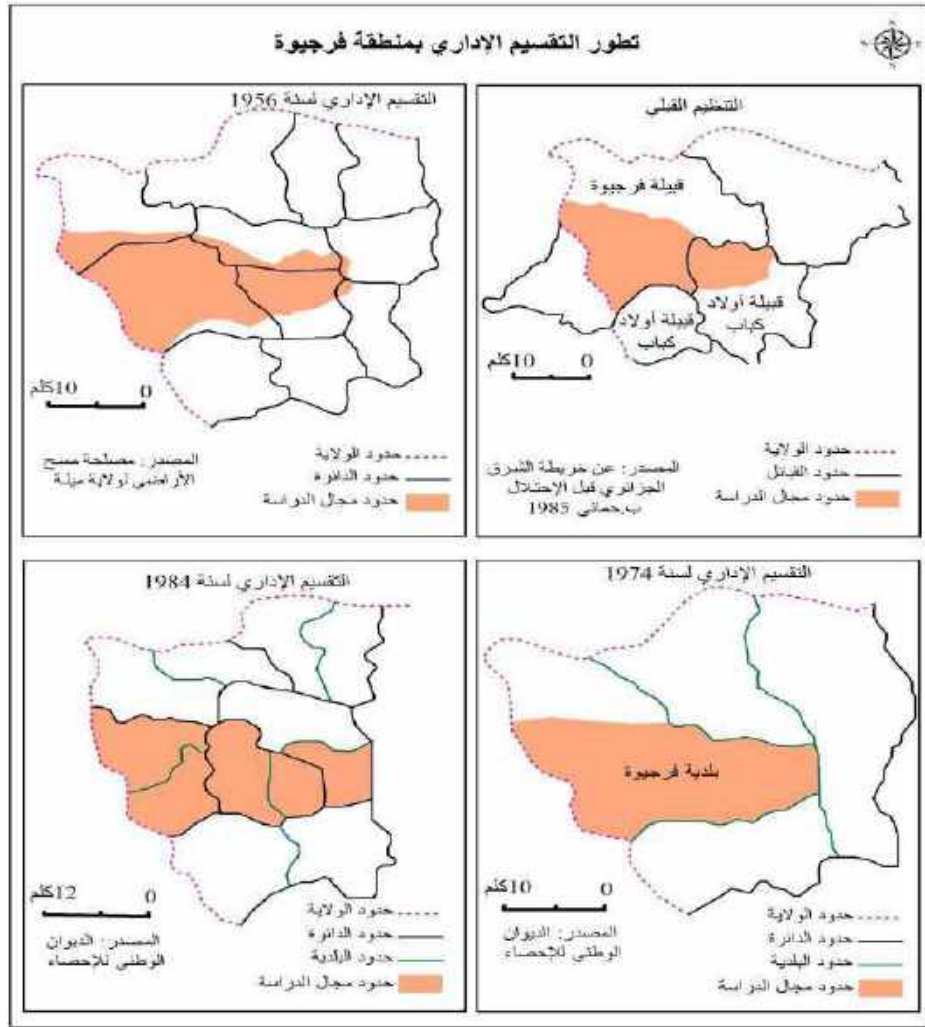 تطور التقسيم الإداري بمنطقة فرجيوة
التنظيم القبلي
قبيلة فرجيوة
قبيلة أولاد
كباب
قبيلة أولاد
كباب
10كلم 0
حدود الولاية
حدود القبائل
حدود مجال الدراسة
المصدر: عن خريطة الشرق
الجزائري قبل الإحتلال
ب.حماني 1985
التقسيم الإداري لسنة 1956
10كلم 0
حدود الولاية
حدود الدائرة
حدود مجال الدراسة
المصدر: مصلحة مسح
الأراضي لولاية ميلة
التقسيم الإداري لسنة 1974
بلدية فرجيوة
10كلم 0
حدود الولاية
حدود الدائرة
حدود البلدية
حدود مجال الدراسة
المصدر: الديوان
الوطني للإحصاء
التقسيم الإداري لسنة 1984
12كلم 0
حدود الولاية
حدود الدائرة
حدود البلدية
حدود مجال الدراسة
المصدر: الديوان
الوطني للإحصاء